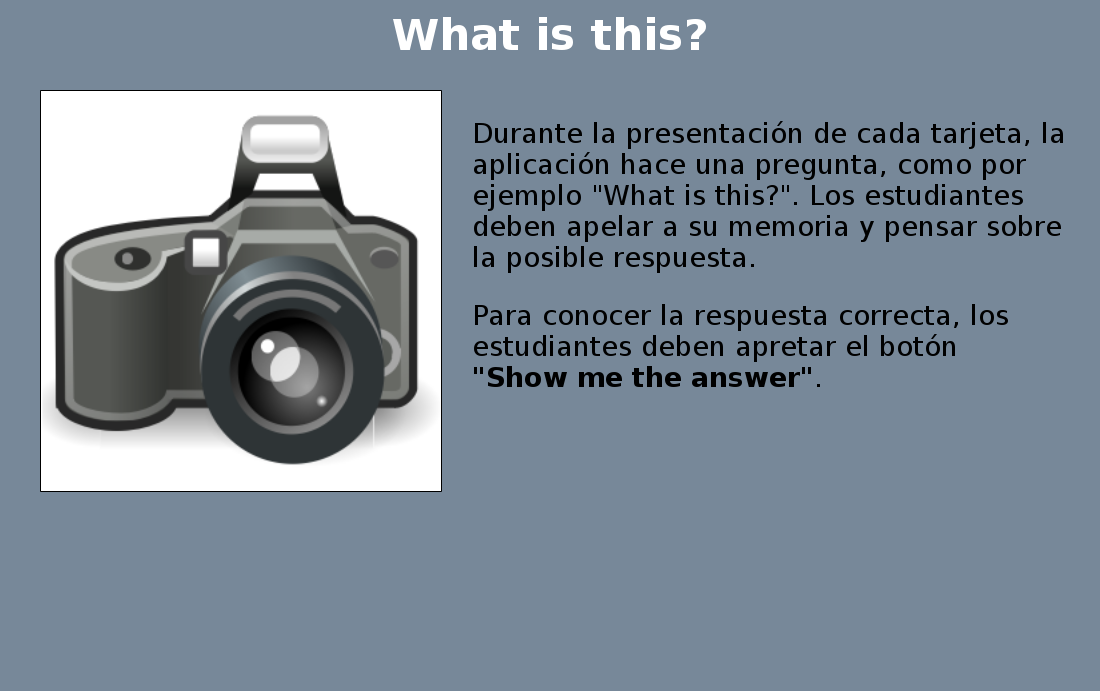 What is this?
Durante la presentación de cada tarjeta, la
aplicación hace una pregunta, como por
ejemplo "What is this?". Los estudiantes
deben apelar a su memoria y pensar sobre
la posible respuesta.
Para conocer la respuesta correcta, los
estudiantes deben apretar el botón
"Show me the answer".